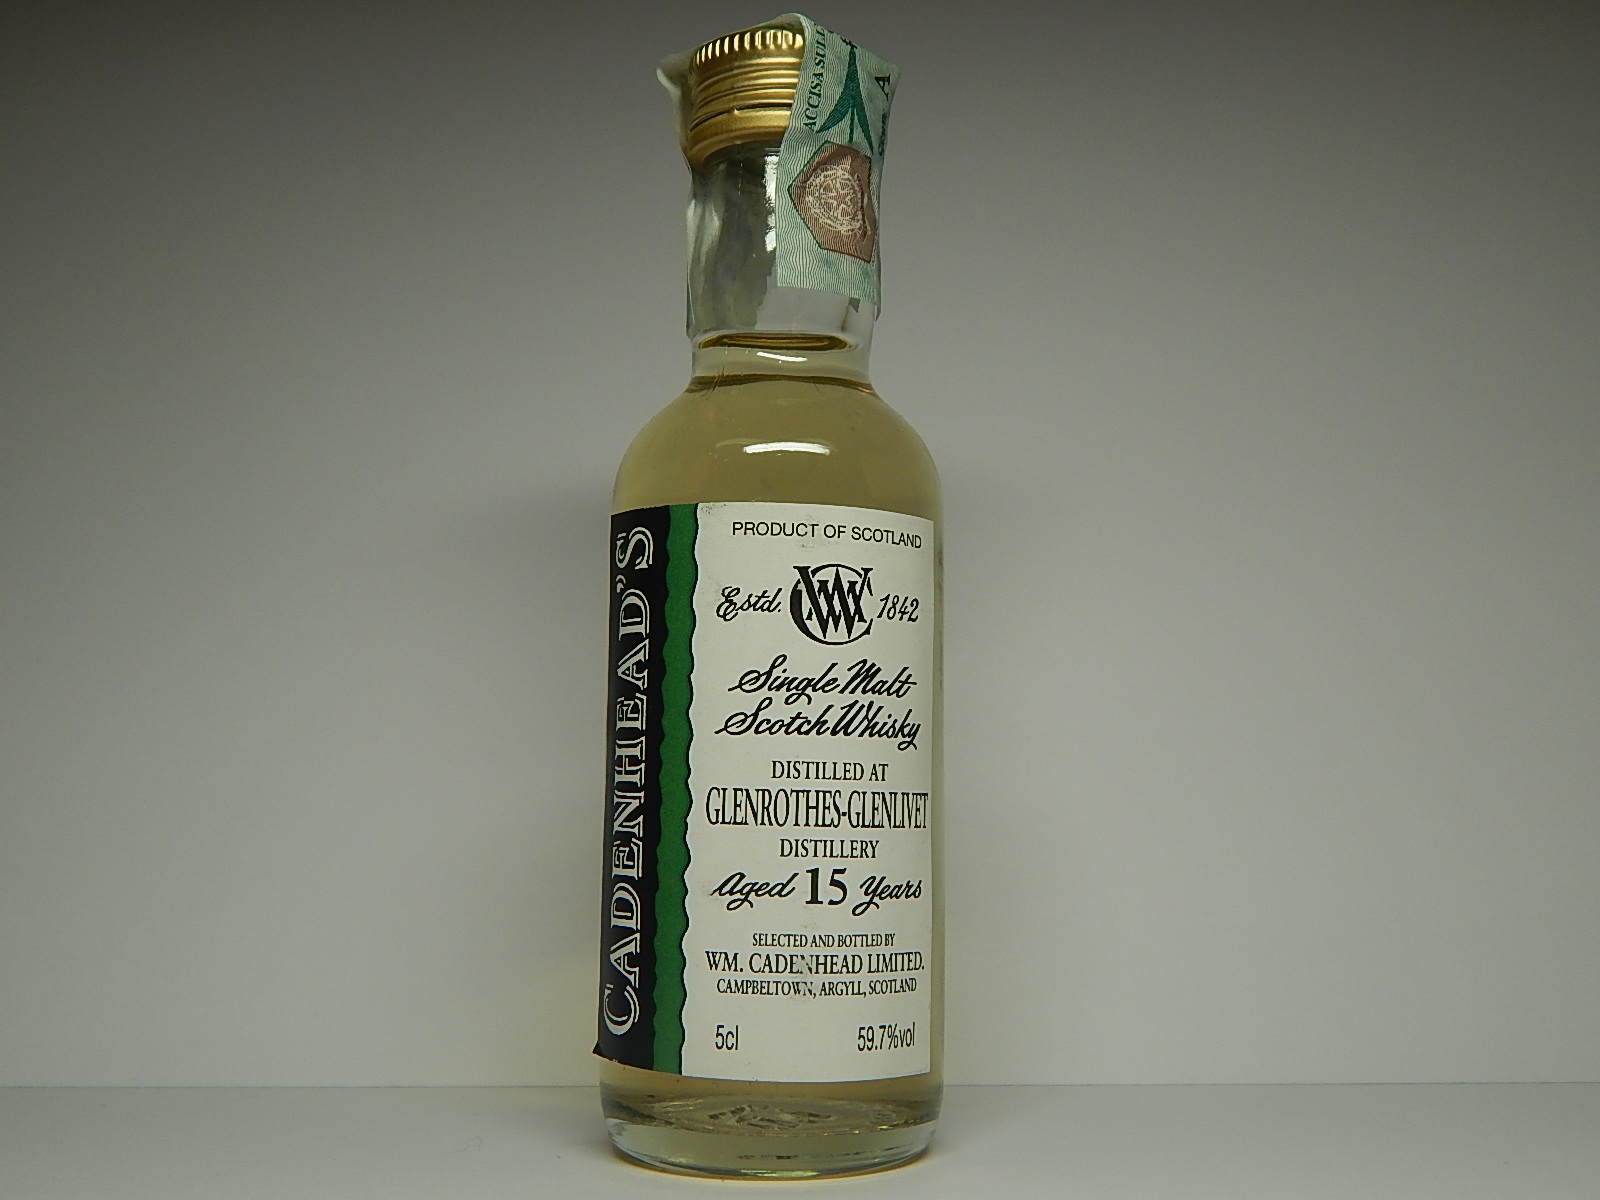 ACCISA SULL
A
CADENHEAD'S
PRODUCT OF SCOTLAND
Estd. WC 1842
Single Malt
Scotch Whisky
DISTILLED AT
GLENROTHES-GLENLIVET
DISTILLERY
Aged 15 Years
SELECTED AND BOTTLED BY
WM. CADENHEAD LIMITED.
CAMPBELTOWN, ARGYLL, SCOTLAND
5cl 59.7%vol